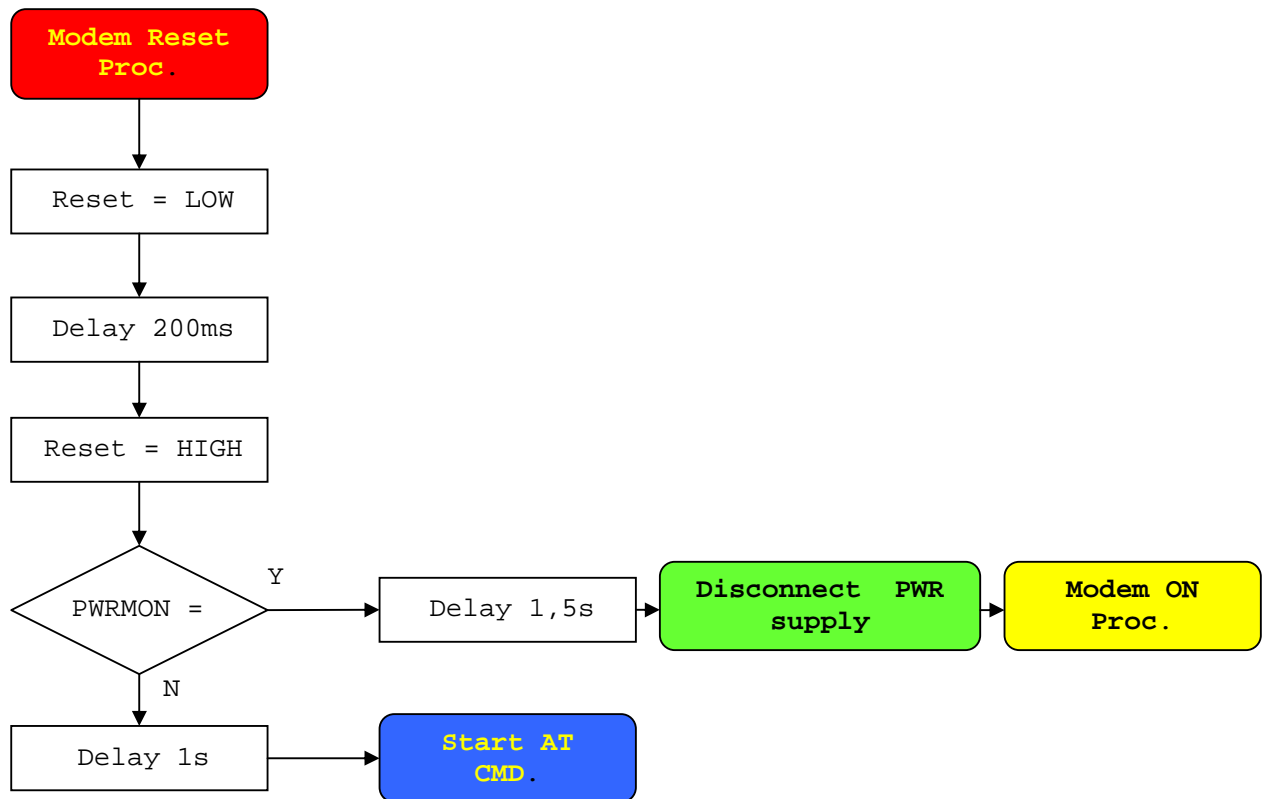 Modem Reset
Proc.
Reset = LOW
Delay 200ms
Reset = HIGH
PWRMON =
Y
Delay 1,5s
Disconnect PWR
supply
Modem ON
Proc.
N
Delay 1s
Start AT
CMD.